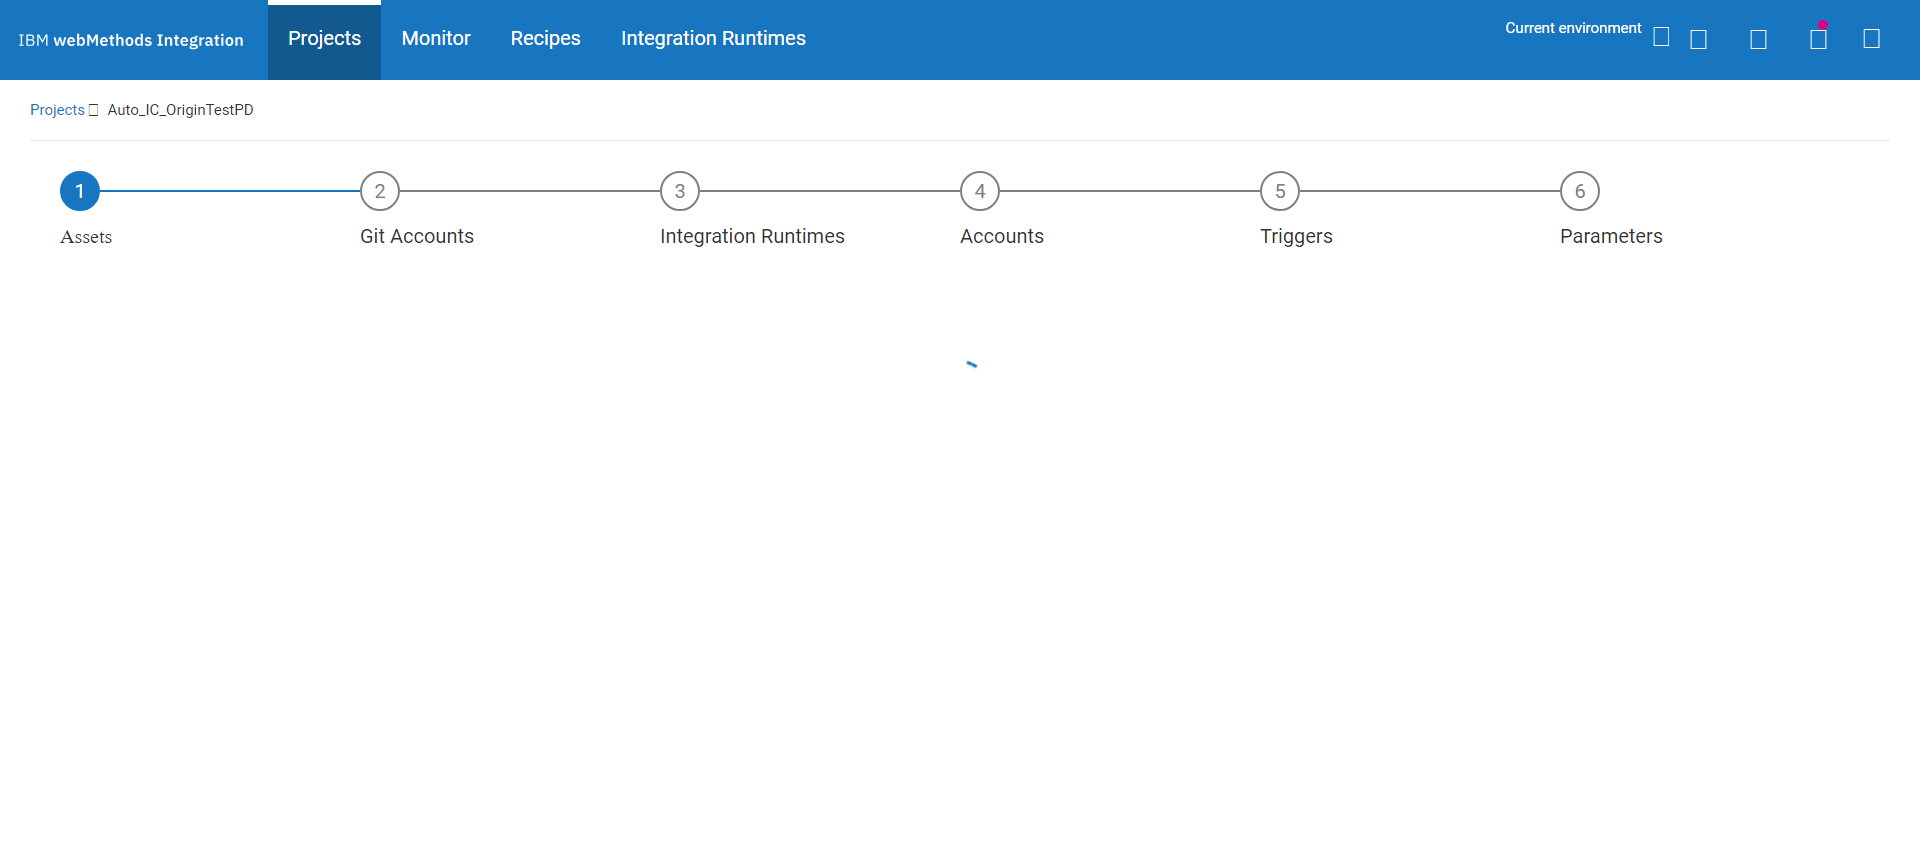 IBM webMethods Integration
Projects
Monitor
Recipes
Integration Runtimes
Current environment
Projects Auto_IC_OriginTestPD
1
2
3
4
5
6
Assets
Git Accounts
Integration Runtimes
Accounts
Triggers
Parameters